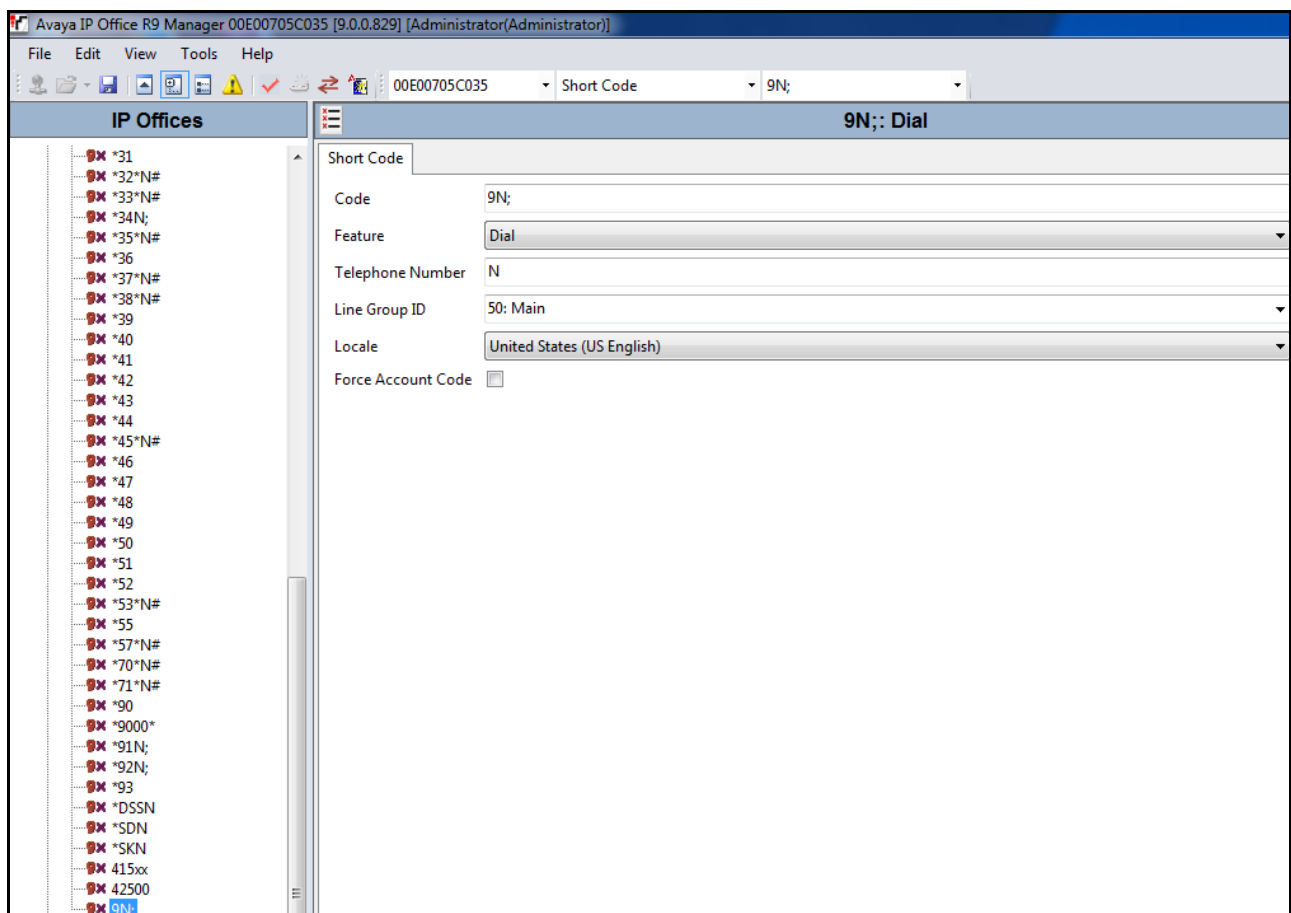 Avaya IP Office R9 Manager 00E00705C035 [9.0.0.829] [Administrator(Administrator)]
File Edit View Tools Help
00E00705C035 Short Code 9N;
IP Offices
9N;: Dial
*31
*32*N#
*33*N#
*34N;
*35*N#
*36
*37*N#
*38*N#
*39
*40
*41
*42
*43
*44
*45*N#
*46
*47
*48
*49
*50
*51
*52
*53*N#
*55
*57*N#
*70*N#
*71*N#
*90
*9000*
*91N;
*92N;
*93
*DSSN
*SDN
*SKN
415xx
42500
9N;
Short Code
Code 9N;
Feature Dial
Telephone Number N
Line Group ID 50: Main
Locale United States (US English)
Force Account Code